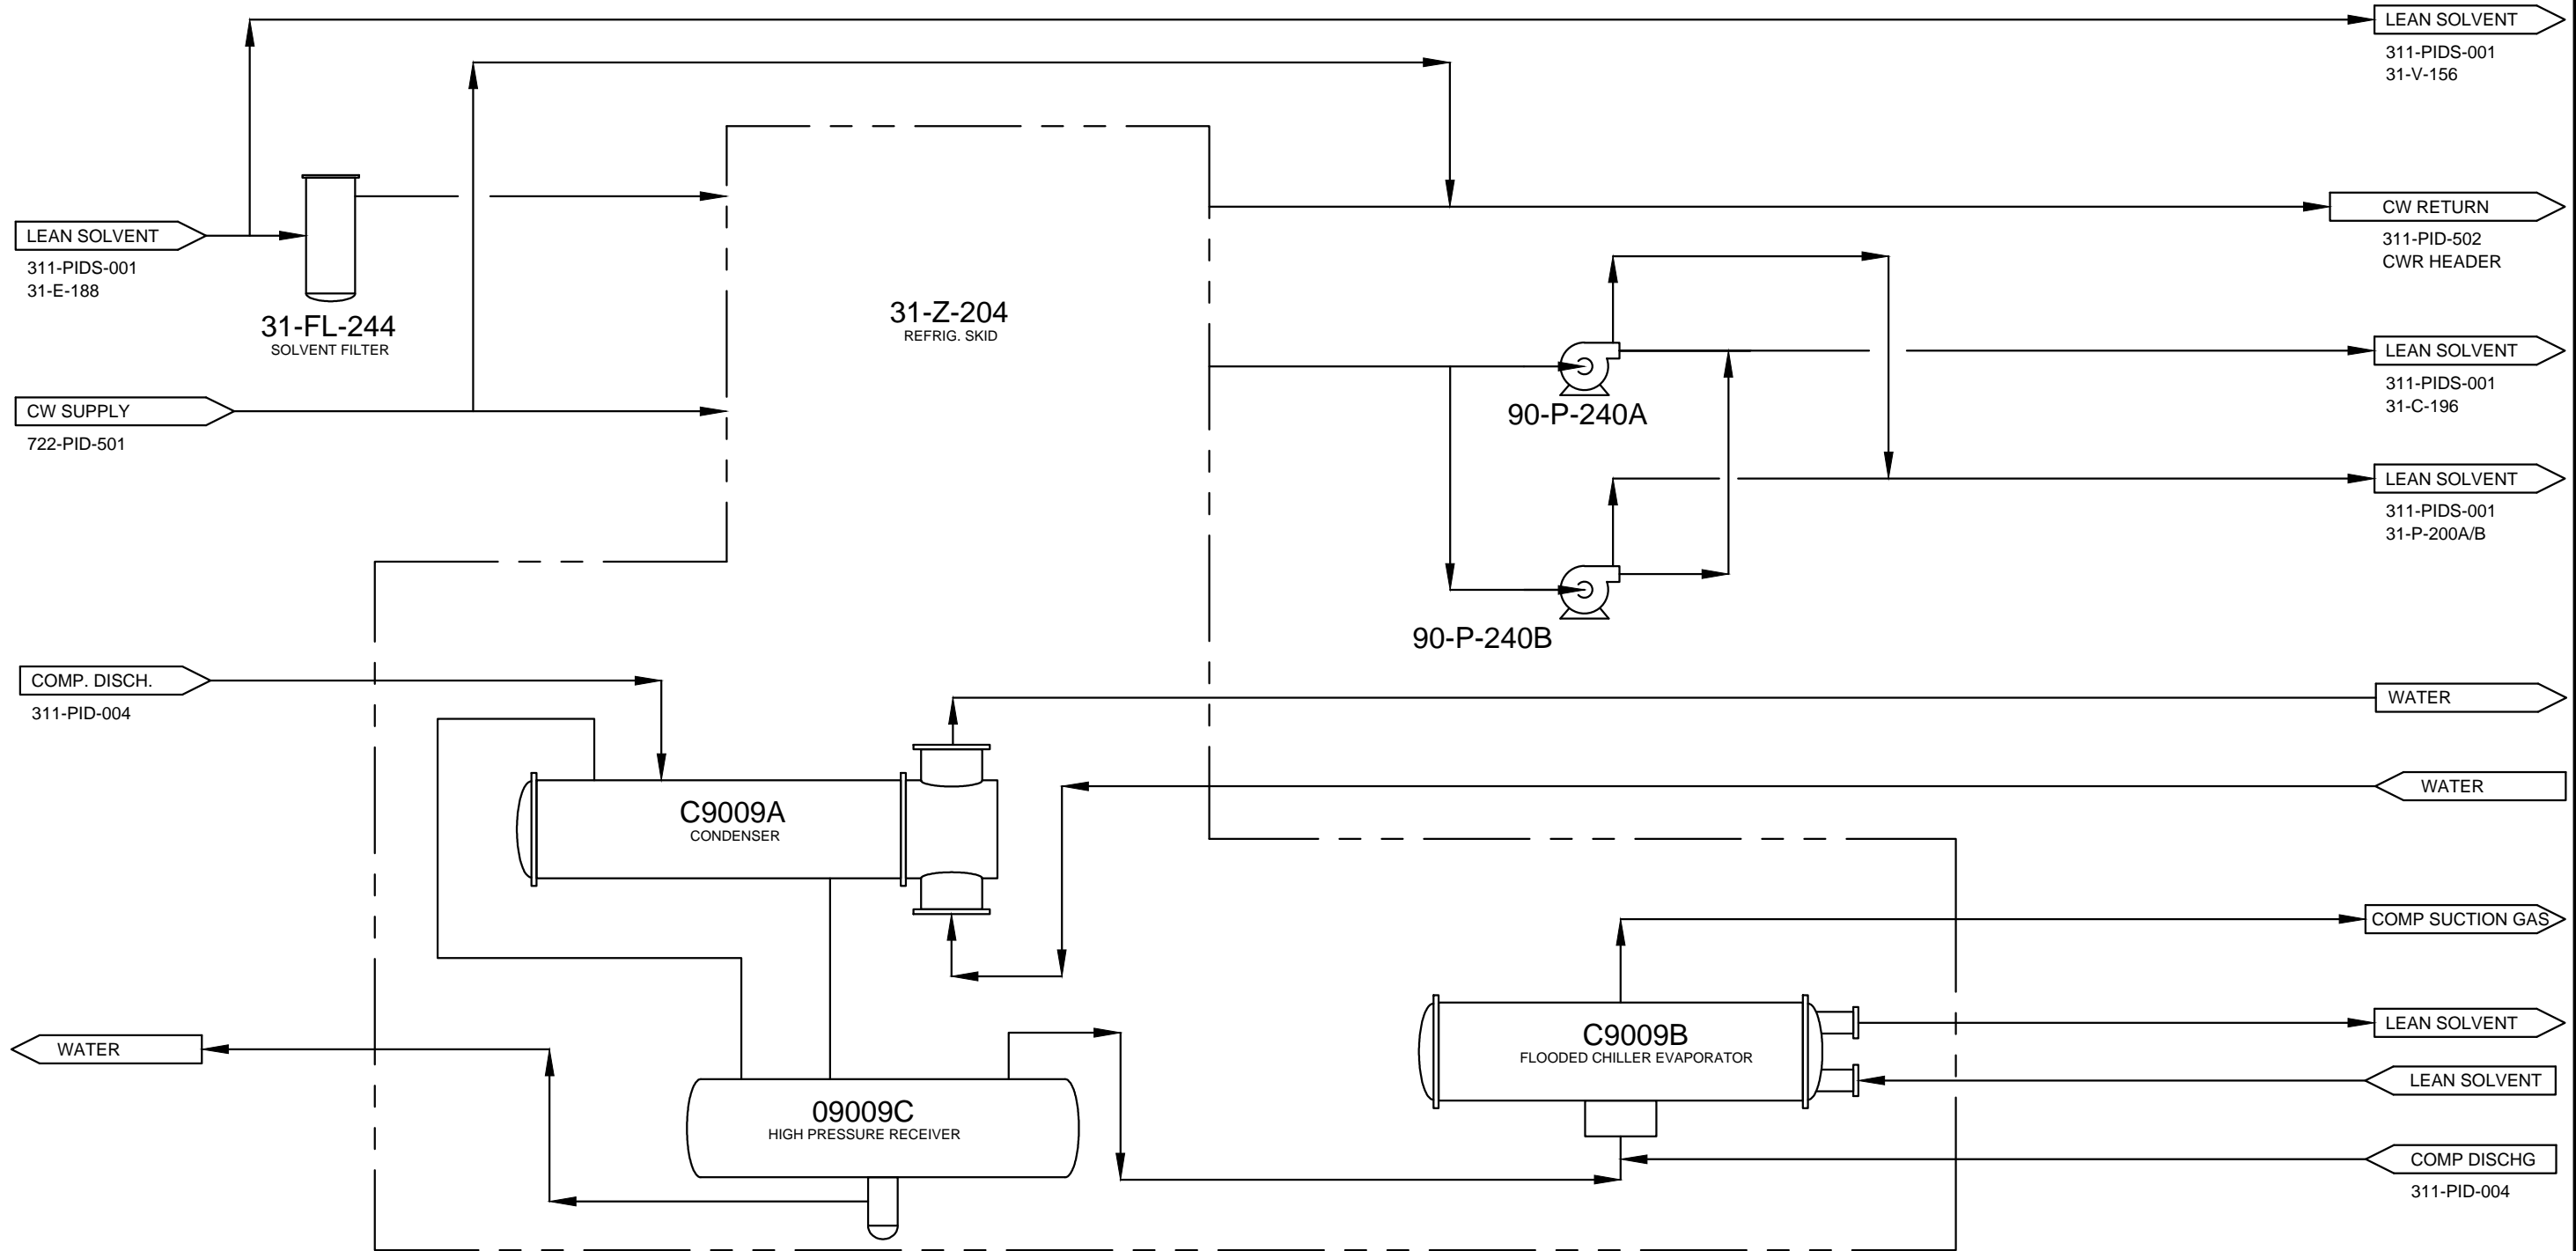 LEAN SOLVENT
311-PIDS-001
31-V-156
LEAN SOLVENT
311-PIDS-001
31-E-188
31-FL-244
SOLVENT FILTER
31-Z-204
REFRIG. SKID
CW RETURN
311-PID-502
CWR HEADER
CW SUPPLY
722-PID-501
90-P-240A
LEAN SOLVENT
311-PIDS-001
31-C-196
LEAN SOLVENT
311-PIDS-001
31-P-200A/B
90-P-240B
COMP. DISCH.
311-PID-004
WATER
WATER
C9009A
CONDENSER
COMP SUCTION GAS
WATER
C9009B
FLOODED CHILLER EVAPORATOR
LEAN SOLVENT
LEAN SOLVENT
09009C
HIGH PRESSURE RECEIVER
COMP DISCHG
311-PID-004